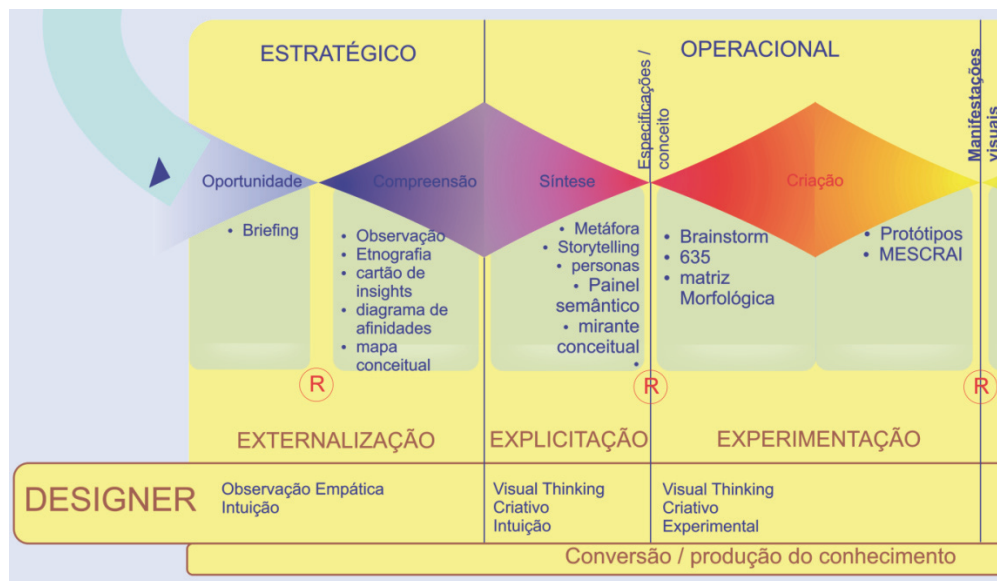 ESTRATÉGICO
OPERACIONAL
Especificações /
conceito
Manifestações
visuais
Oportunidade
Compreensão
Síntese
Criação
• Briefing
• Observação
• Etnografia
• cartão de
insights
• diagrama de
afinidades
• mapa
conceitual
• Metáfora
• Storytelling
• personas
• Painel
semântico
• mirante
conceitual
•
• Brainstorm
• 635
• matriz
Morfológica
• Protótipos
• MESCRAI
R
R
R
EXTERNALIZAÇÃO
EXPLICITAÇÃO
EXPERIMENTAÇÃO
DESIGNER
Observação Empática
Intuição
Visual Thinking
Criativo
Intuição
Visual Thinking
Criativo
Experimental
Conversão / produção do conhecimento